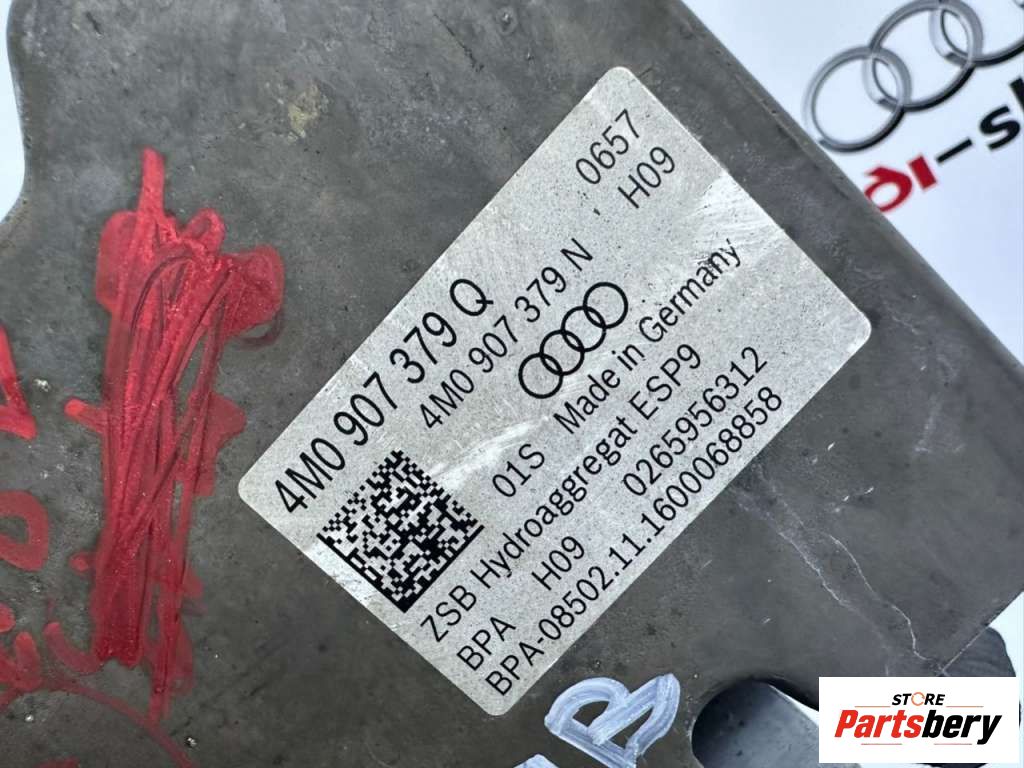 4M0 907 379 Q
0657
4M0 907 379 N
H09
01S Made in Germany
ZSB Hydroaggregat ESP9
BPA H09 0265956312
BPA-08502.11.1600068858
B
STORE
Partsbery